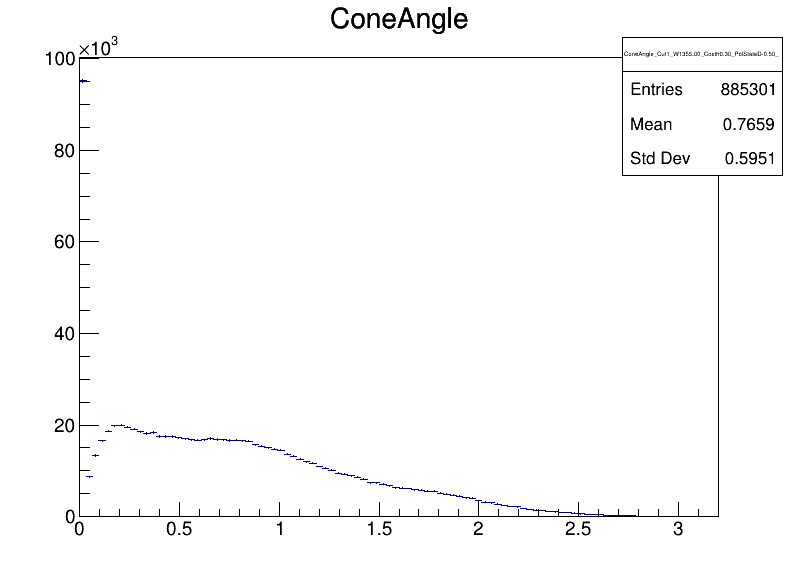 ConeAngle
×10³
ConeAngle_Cut1_W1355.00_Costh0.30_PolStateD-0.50_
Entries 885301
Mean 0.7659
Std Dev 0.5951
100
80
60
40
20
0
0 0.5 1 1.5 2 2.5 3